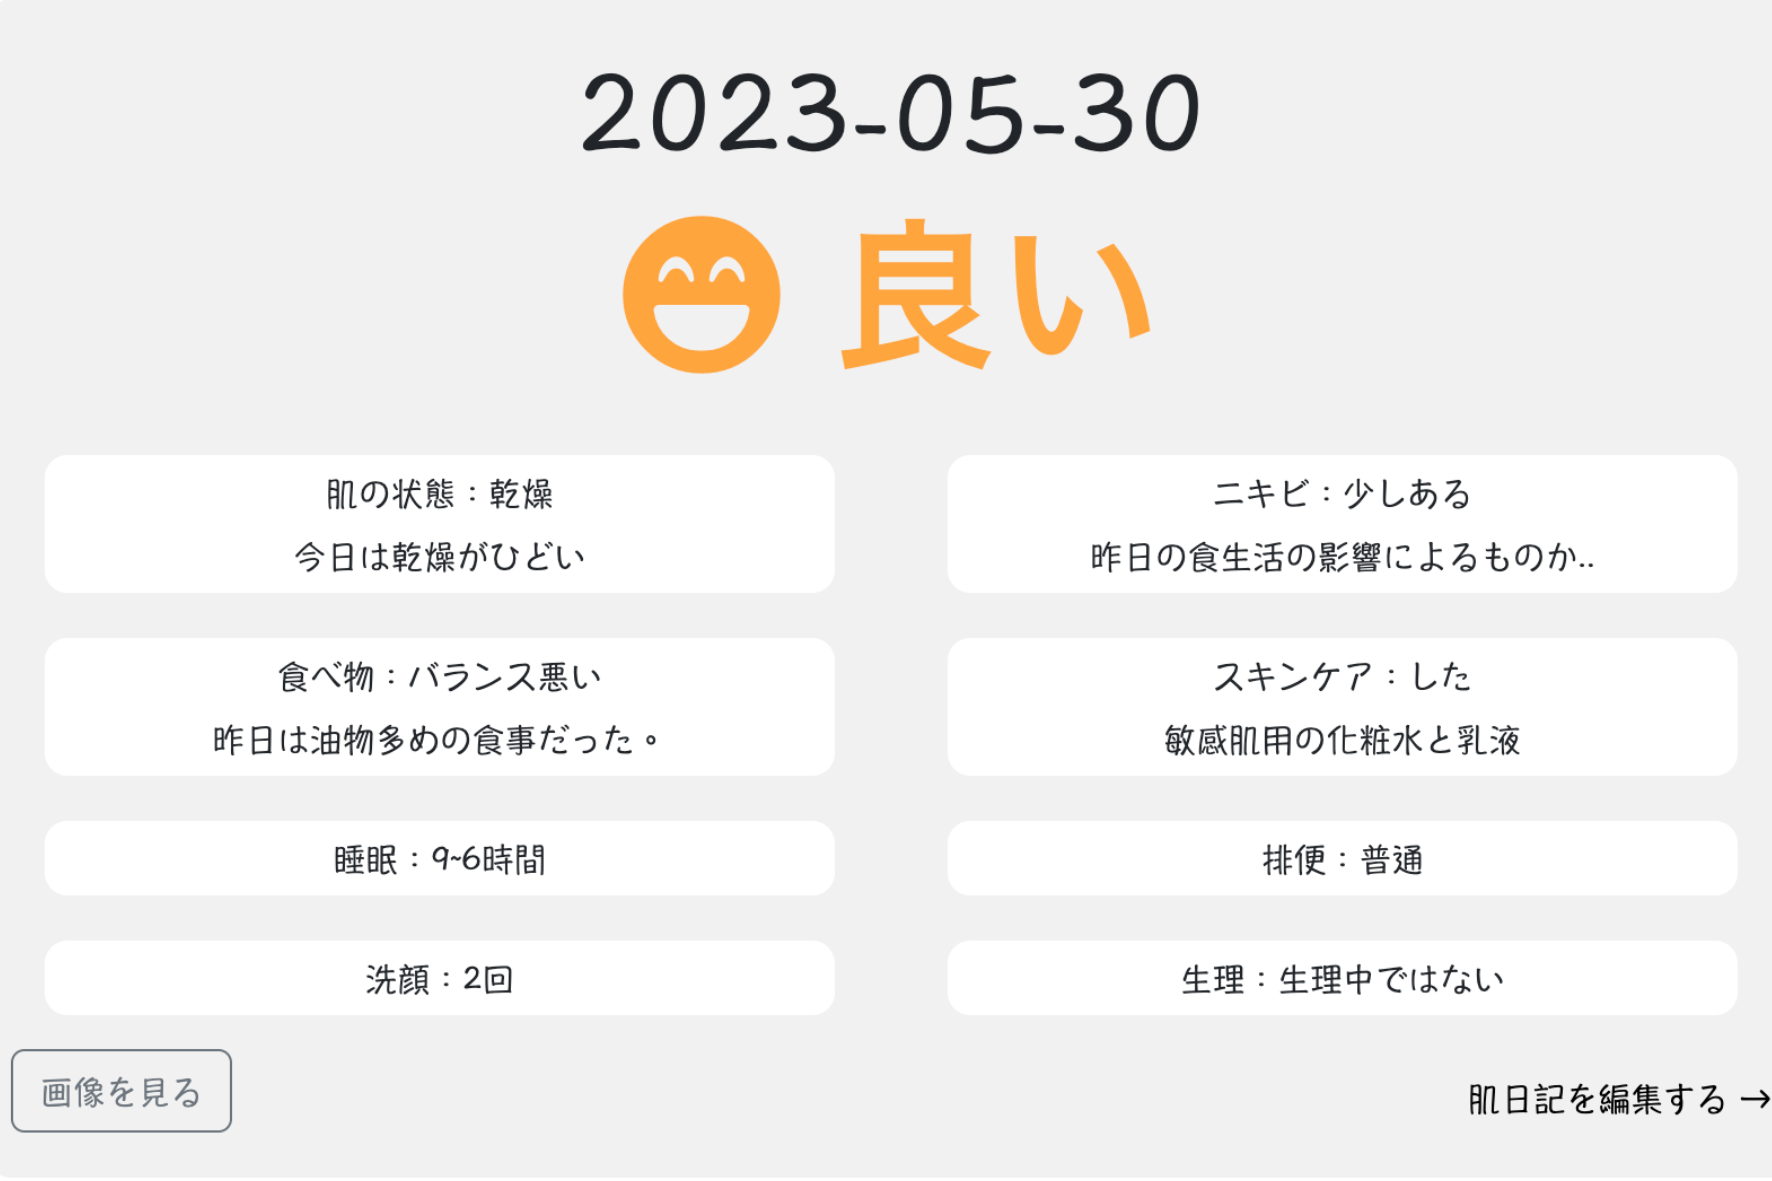 2023-05-30
良い
肌の状態：乾燥
今日は乾燥がひどい
ニキビ：少しある
昨日の食生活の影響によるものか..
食べ物：バランス悪い
昨日は油物多めの食事だった。
スキンケア：した
敏感肌用の化粧水と乳液
睡眠：9~6時間
排便：普通
洗顔：2回
生理：生理中ではない
画像を見る
肌日記を編集する →